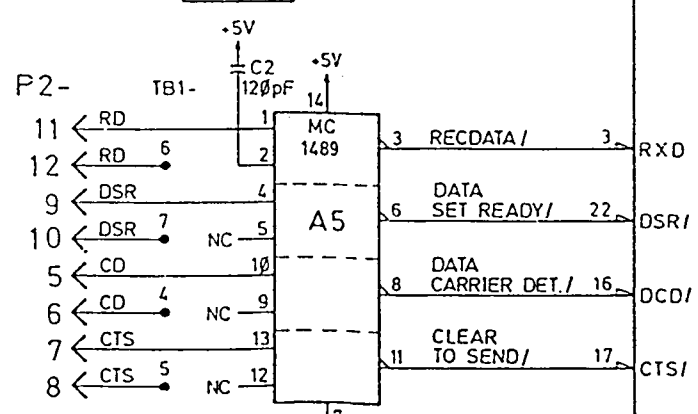 +5V
C2
120pF
+5V
P2-
TB1-
14
MC
1489
A5
11 RD 1
12 RD 6 2
9 DSR 4
10 DSR 7 NC 5
5 CD 10
6 CD 4 NC 9
7 CTS 13
8 CTS 5 NC 12
3 RECDATA/ 3 RXD
DATA
6 SET READY/ 22 DSR/
DATA
8 CARRIER DET./ 16 DCD/
CLEAR
11 TO SEND/ 17 CTS/